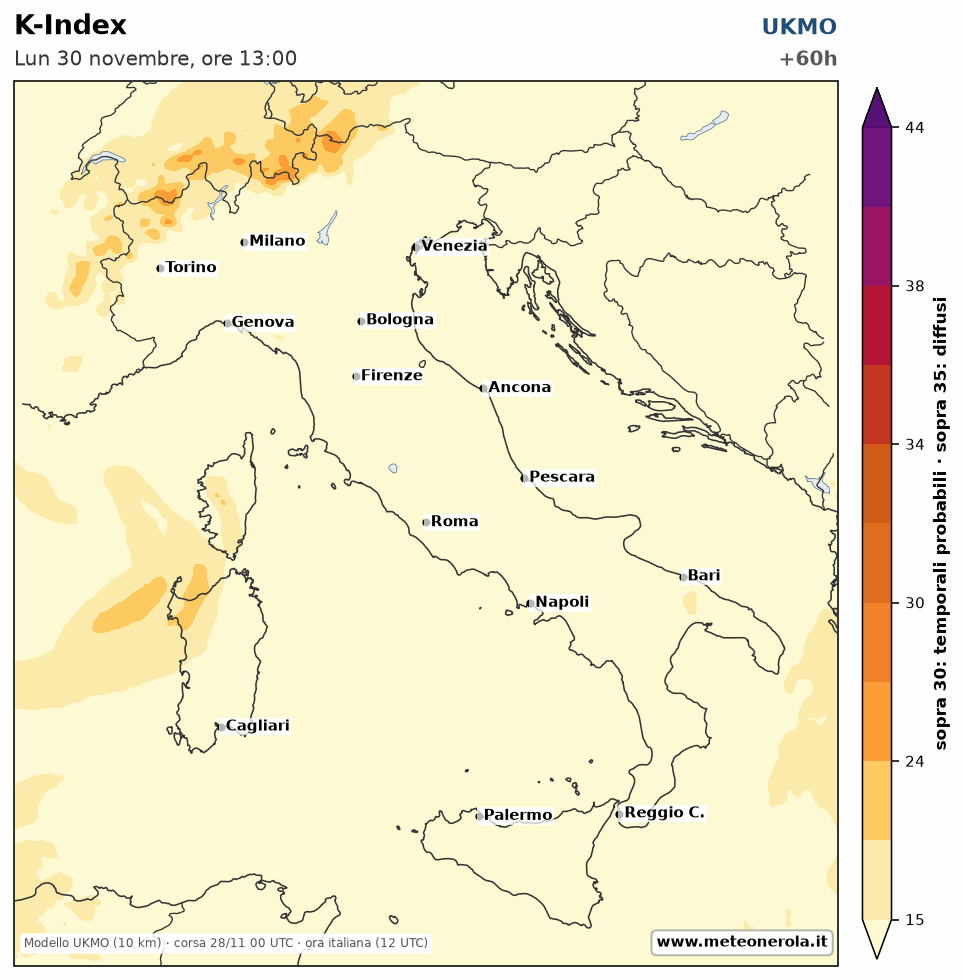 K-Index
UKMO
Lun 30 novembre, ore 13:00
+60h
44
38
34
30
24
15
sopra 30: temporali probabili · sopra 35: diffusi
Milano
Venezia
Torino
Genova
Bologna
Firenze
Ancona
Pescara
Roma
Bari
Napoli
Cagliari
Palermo
Reggio C.
Modello UKMO (10 km) · corsa 28/11 00 UTC · ora italiana (12 UTC)
www.meteonerola.it